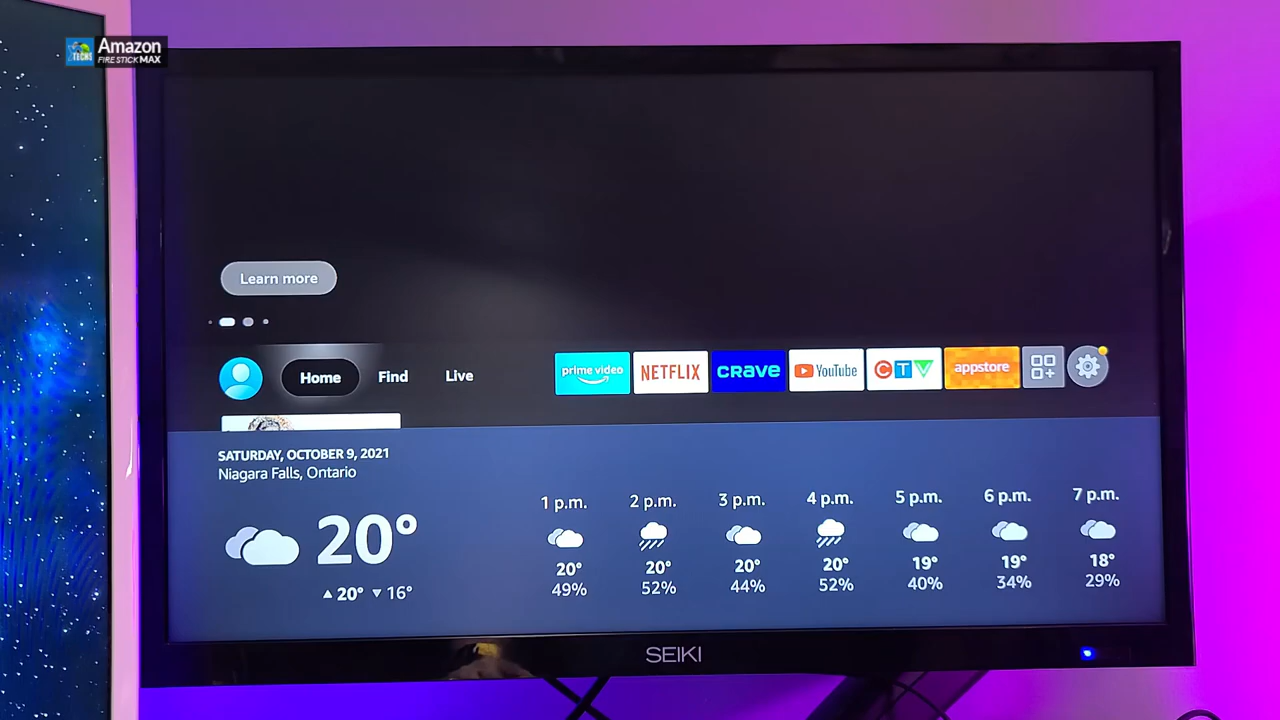 TECHS
Amazon
FIRE STICK MAX
Learn more
Home
Find
Live
prime video
NETFLIX
crave
YouTube
CTV
appstore
SATURDAY, OCTOBER 9, 2021
Niagara Falls, Ontario
20°
▲ 20° ▼ 16°
1 p.m. 2 p.m. 3 p.m. 4 p.m. 5 p.m. 6 p.m. 7 p.m.
20° 20° 20° 20° 19° 19° 18°
49% 52% 44% 52% 40% 34% 29%
SEIKI